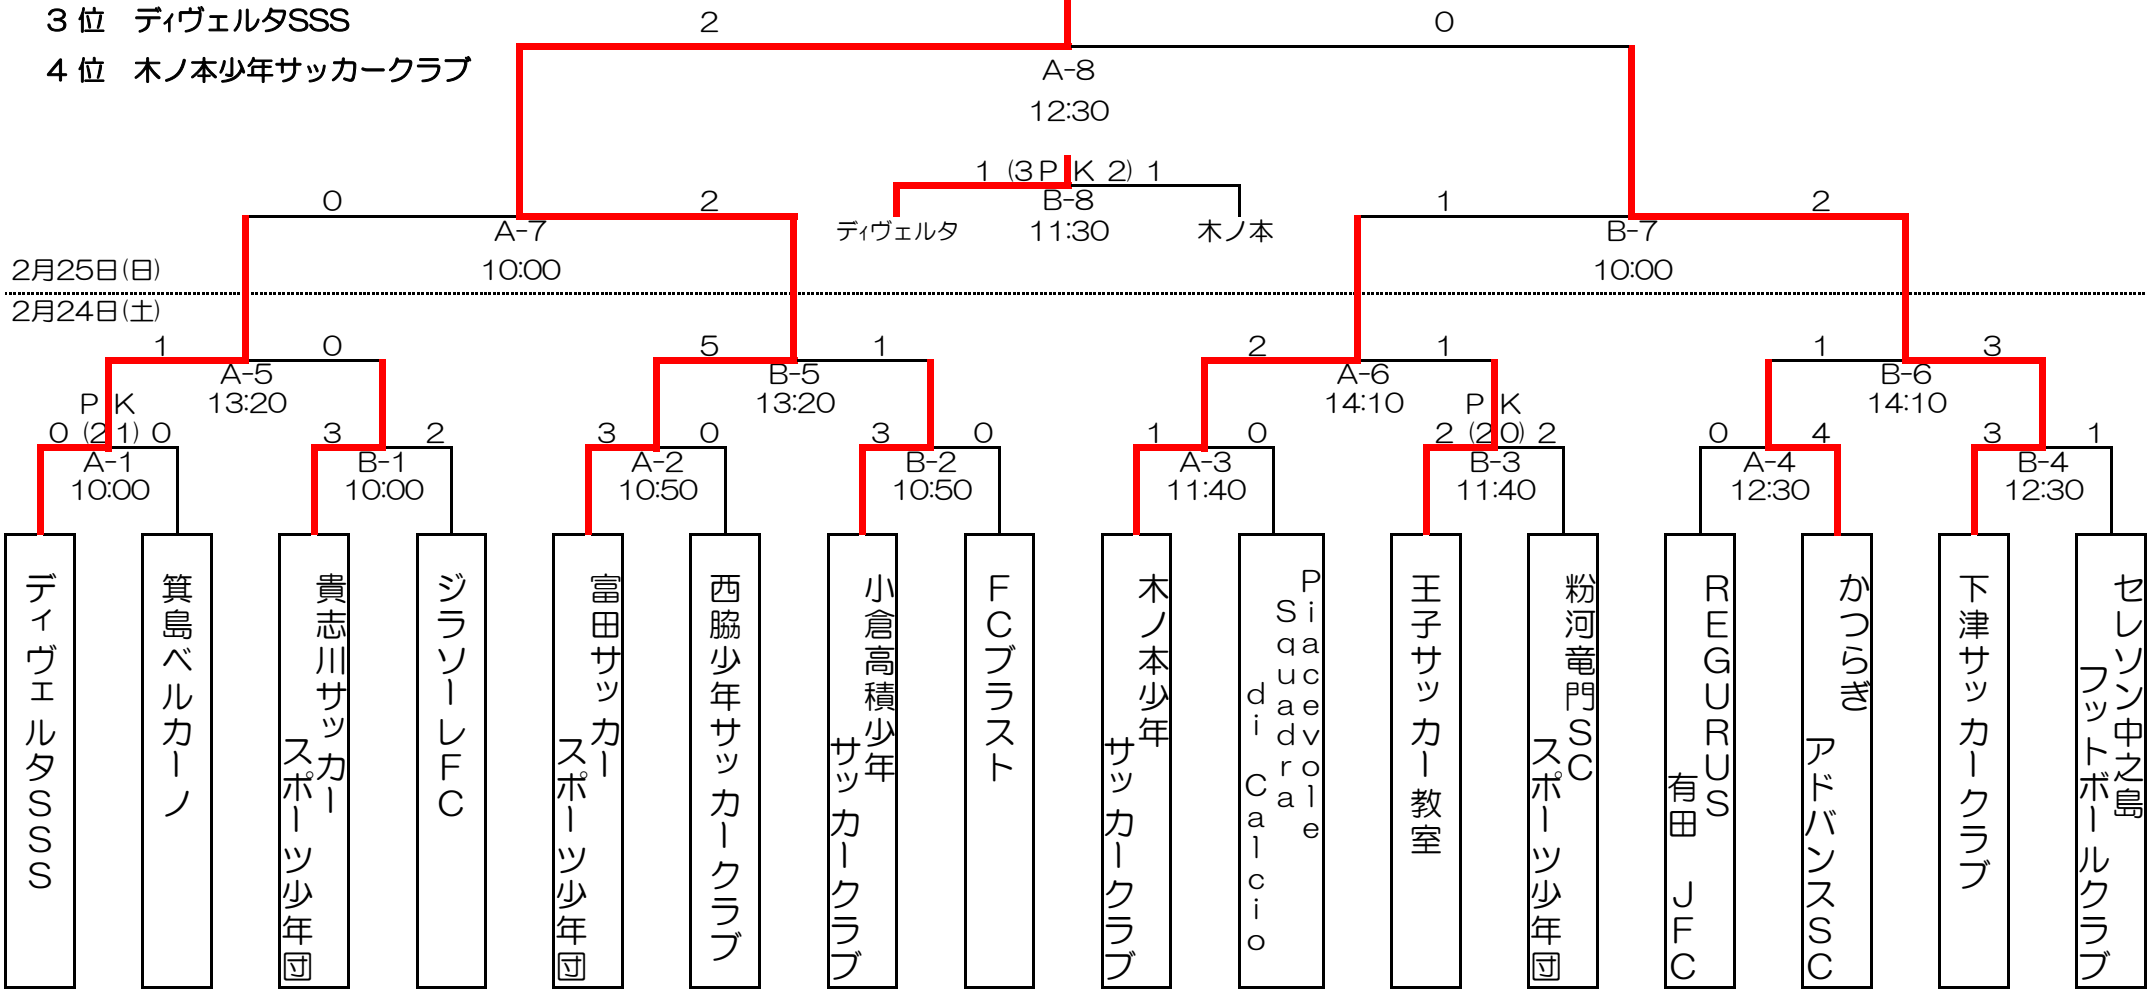 ３位　ディヴェルタSSS
４位　木ノ本少年サッカークラブ
2
0
A-8
12:30
1 (3PK 2) 1
B-8
ディヴェルタ
11:30
木ノ本
0
2
A-7
10:00
1
2
B-7
10:00
2月25日(日)
2月24日(土)
1
0
A-5
13:20
5
1
B-5
13:20
2
1
A-6
14:10
1
3
B-6
14:10
PK
0 (2 1) 0
A-1
10:00
3
2
B-1
10:00
3
0
A-2
10:50
3
0
B-2
10:50
1
0
A-3
11:40
PK
2 (2 0) 2
B-3
11:40
0
4
A-4
12:30
3
1
B-4
12:30
ディヴェルタSSS
箕島ベルカーノ
貴志川サッカー
スポーツ少年団
ジラソーレFC
富田サッカー
スポーツ少年団
西脇少年サッカークラブ
小倉高積少年
サッカークラブ
FCブラスト
木ノ本少年
サッカークラブ
Piacevole
Squadra
di Calcio
王子サッカー教室
粉河竜門SC
スポーツ少年団
REGURUS
有田 JFC
かつらぎ
アドバンスSC
下津サッカークラブ
セレソン中之島
フットボールクラブ